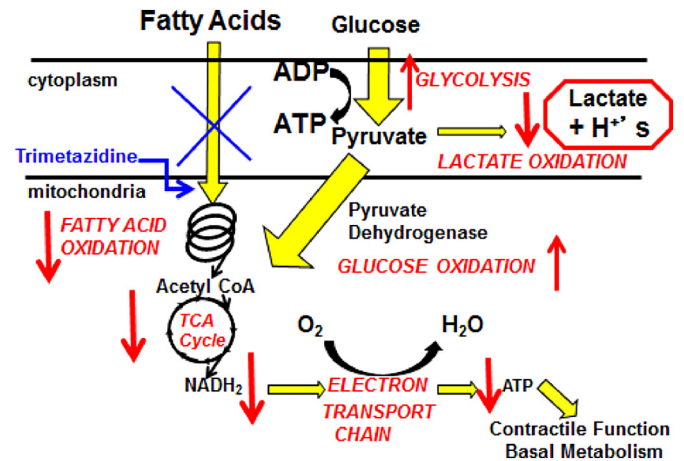 Fatty Acids
Glucose
cytoplasm
ADP
GLYCOLYSIS
Lactate
+ H+' s
ATP
Pyruvate
LACTATE OXIDATION
Trimetazidine
mitochondria
FATTY ACID
OXIDATION
Pyruvate
Dehydrogenase
GLUCOSE OXIDATION
Acetyl CoA
TCA
Cycle
O2
H2O
NADH2
ELECTRON
TRANSPORT
CHAIN
ATP
Contractile Function
Basal Metabolism